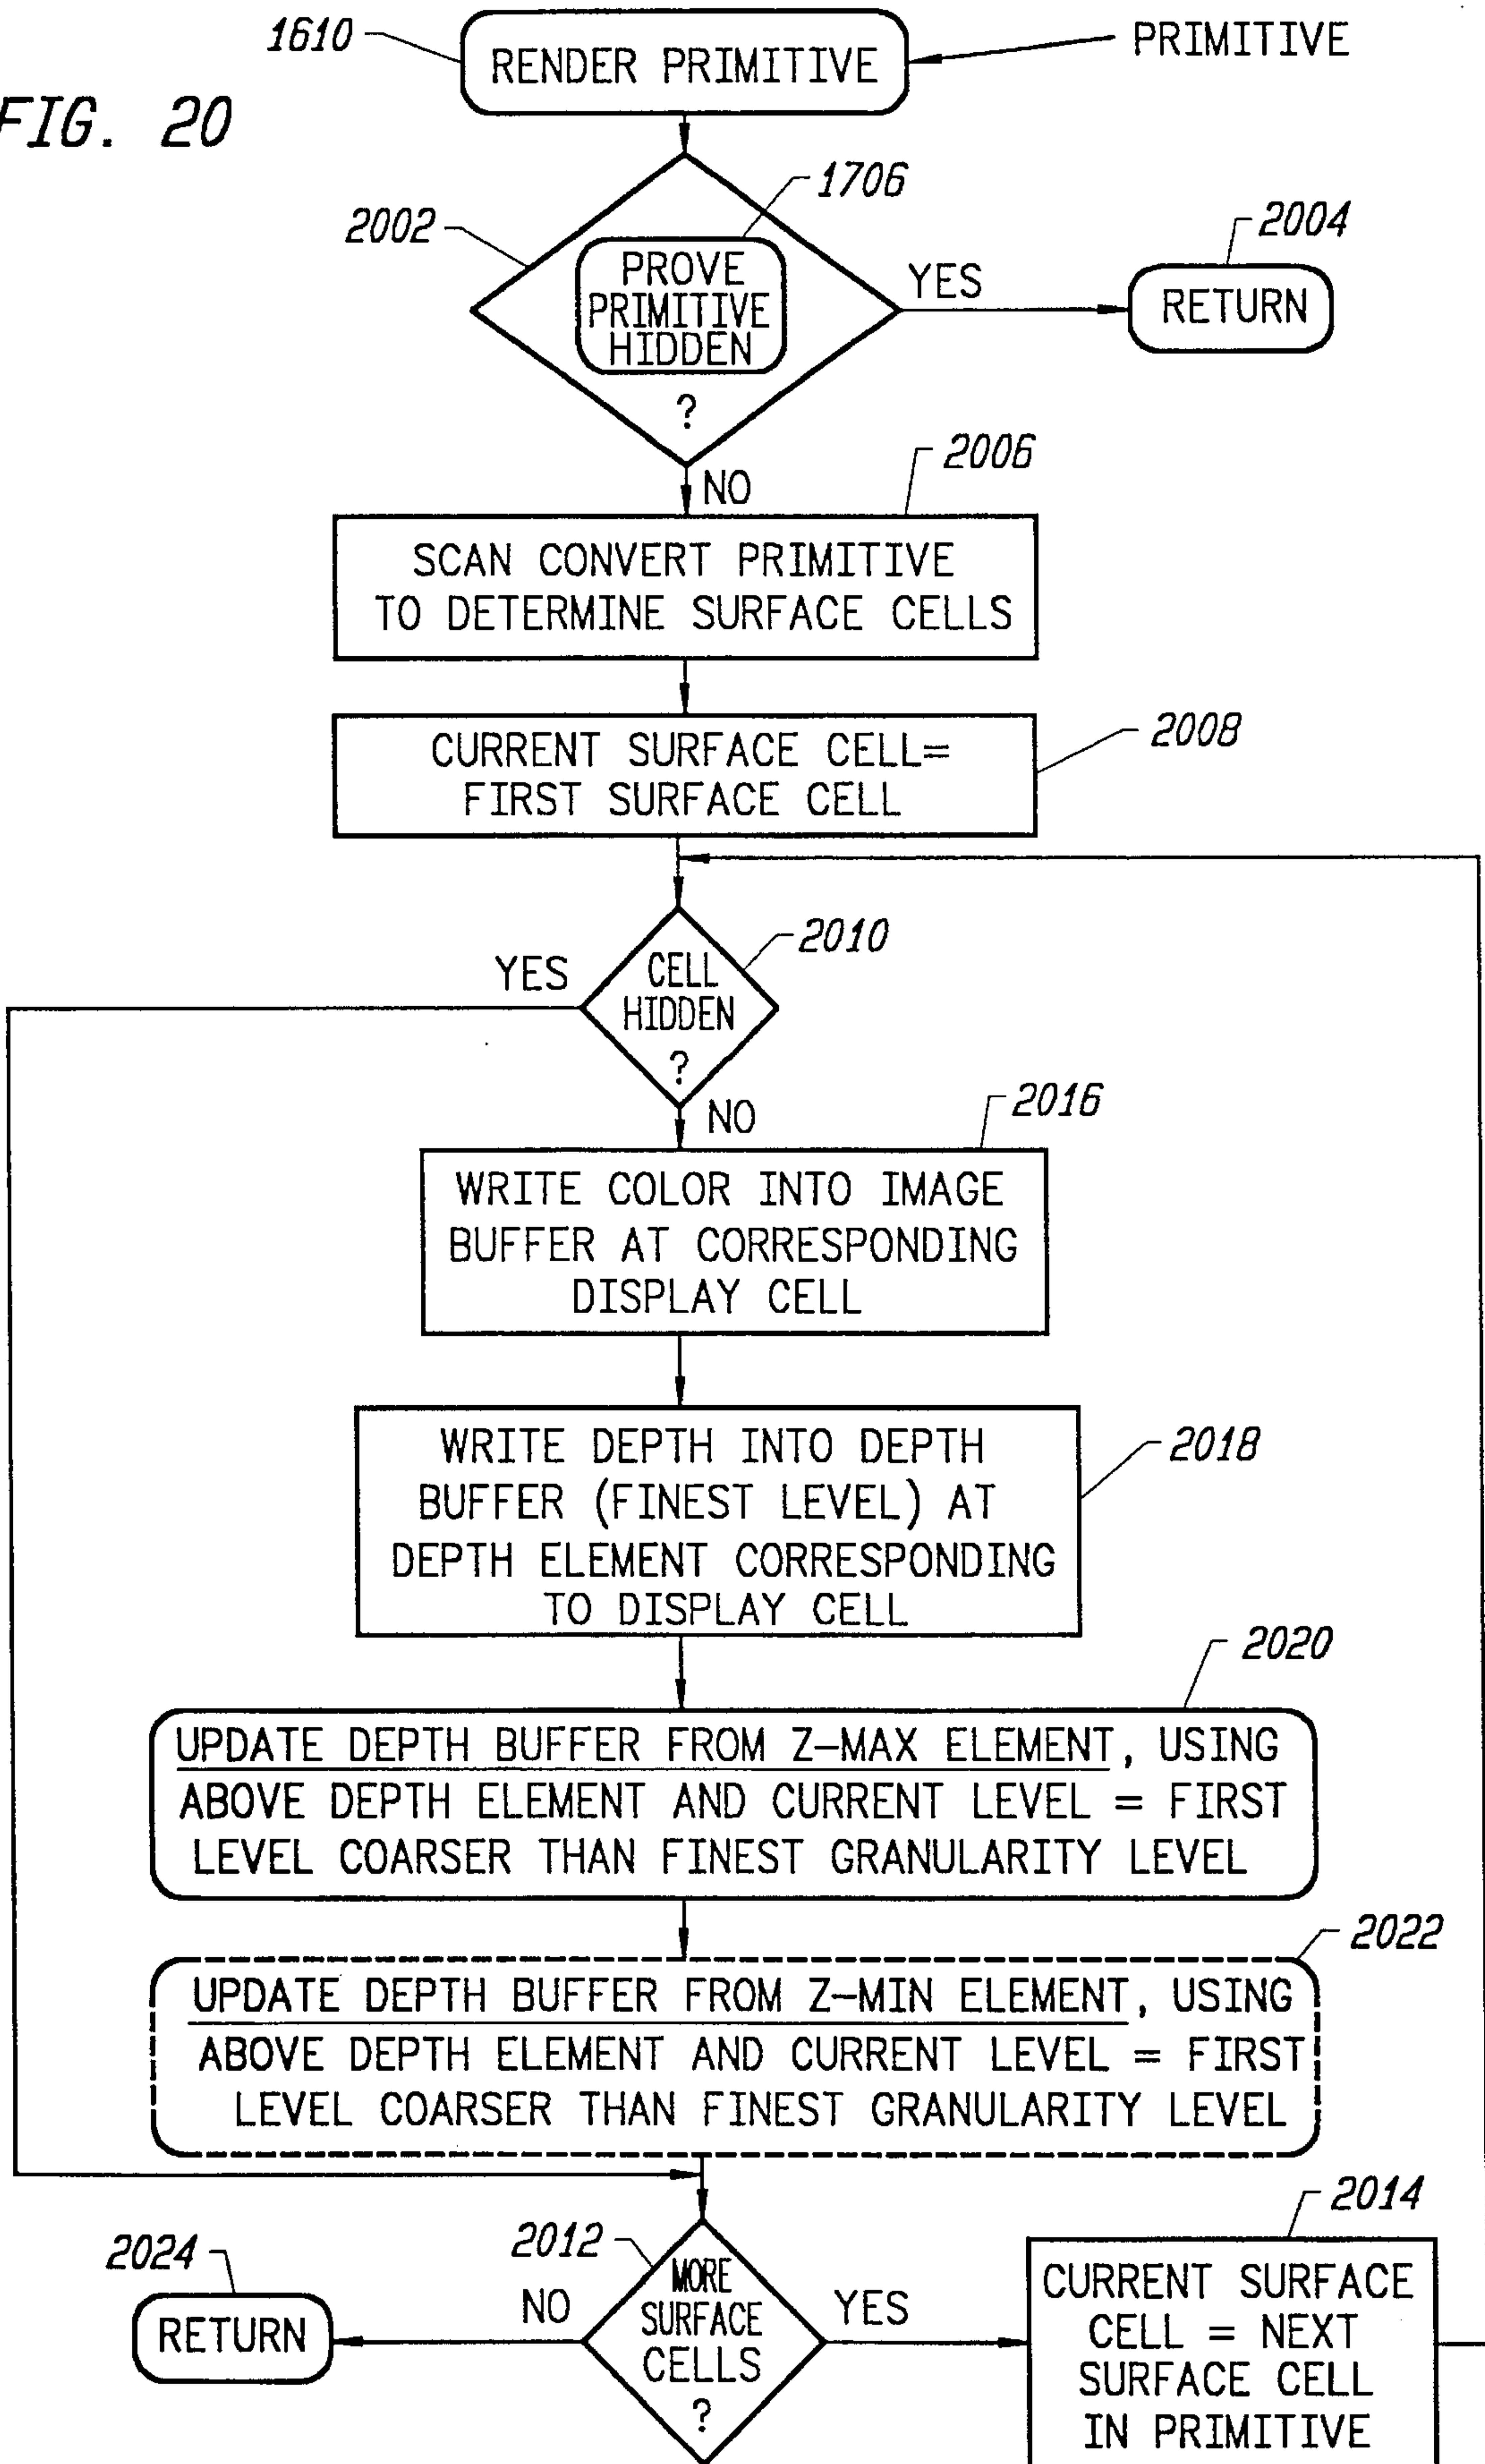 1610
RENDER PRIMITIVE
PRIMITIVE
FIG. 20
1706
2002
PROVE
PRIMITIVE
HIDDEN
?
YES
2004
RETURN
NO
2006
SCAN CONVERT PRIMITIVE
TO DETERMINE SURFACE CELLS
2008
CURRENT SURFACE CELL=
FIRST SURFACE CELL
2010
YES
CELL
HIDDEN
?
NO
2016
WRITE COLOR INTO IMAGE
BUFFER AT CORRESPONDING
DISPLAY CELL
2018
WRITE DEPTH INTO DEPTH
BUFFER (FINEST LEVEL) AT
DEPTH ELEMENT CORRESPONDING
TO DISPLAY CELL
2020
UPDATE DEPTH BUFFER FROM Z-MAX ELEMENT, USING
ABOVE DEPTH ELEMENT AND CURRENT LEVEL = FIRST
LEVEL COARSER THAN FINEST GRANULARITY LEVEL
2022
UPDATE DEPTH BUFFER FROM Z-MIN ELEMENT, USING
ABOVE DEPTH ELEMENT AND CURRENT LEVEL = FIRST
LEVEL COARSER THAN FINEST GRANULARITY LEVEL
2024
RETURN
NO
2012
MORE
SURFACE
CELLS
?
YES
2014
CURRENT SURFACE
CELL = NEXT
SURFACE CELL
IN PRIMITIVE